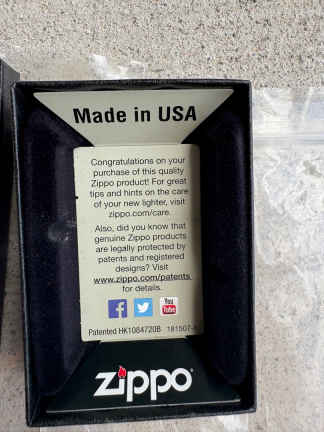 Made in USA
Congratulations on your
purchase of this quality
Zippo product! For great
tips and hints on the care
of your new lighter, visit
zippo.com/care.
Also, did you know that
genuine Zippo products
are legally protected by
patents and registered
designs? Visit
www.zippo.com/patents
for details.
f You Tube
Patented HK1084720B 181507-
zippo